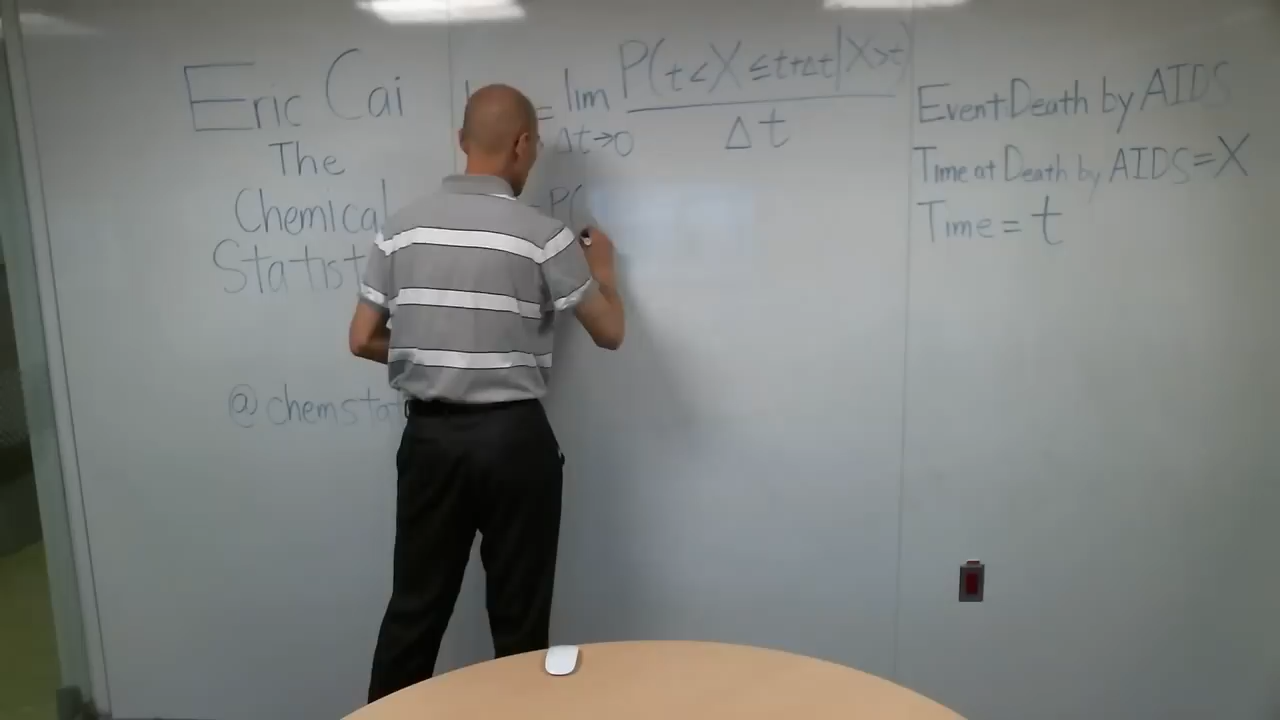 Eric Cai
The
Chemical
Statist
@chemstat
= lim P(t<X≤t+Δt|X>t)
Δt→0 Δt
= P(
Event Death by AIDS
Time at Death by AIDS = X
Time = t